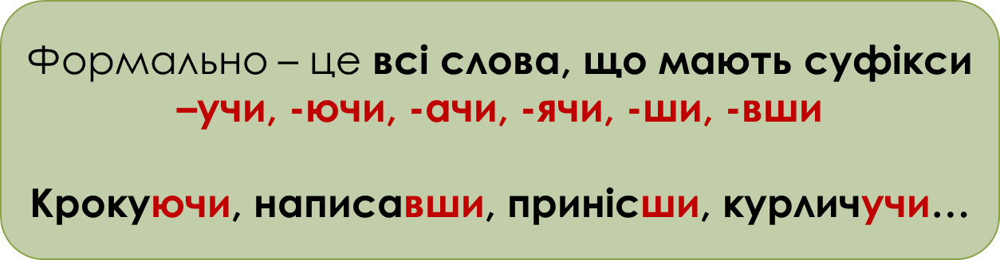 Формально – це всі слова, що мають суфікси
–учи, -ючи, -ачи, -ячи, -ши, -вши
Крокуючи, написавши, принісши, курличучи...